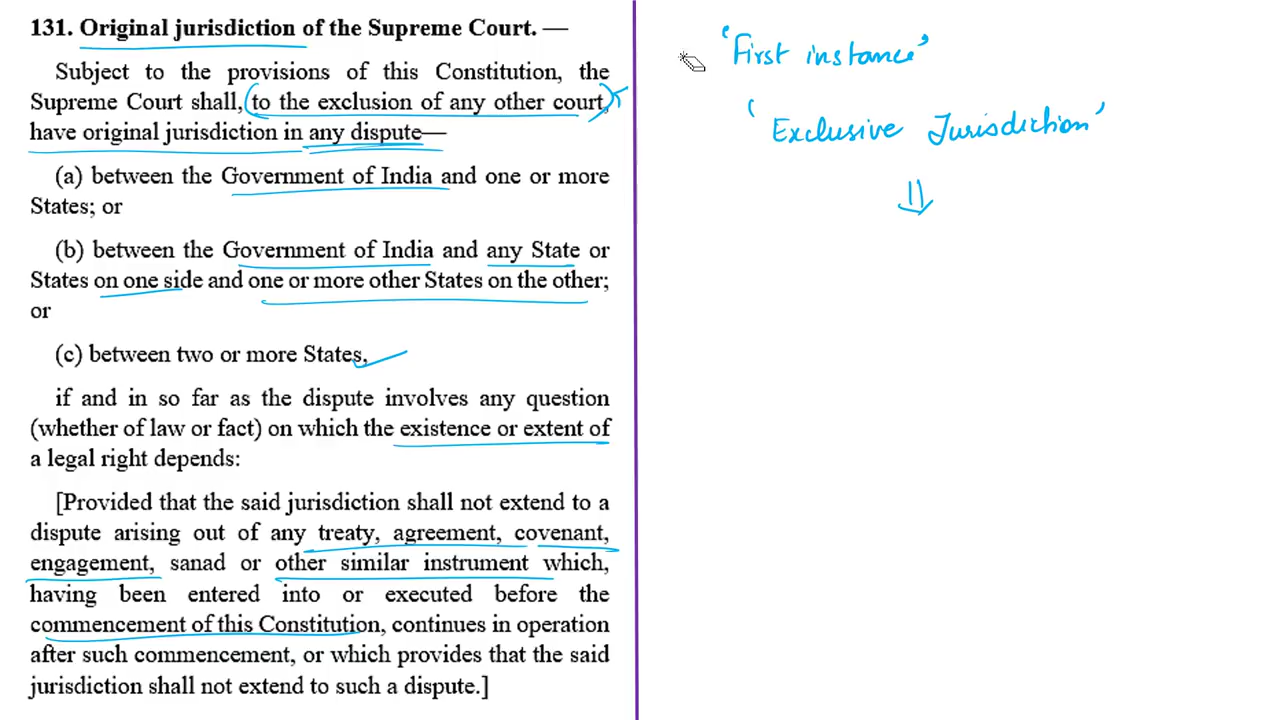 131. Original jurisdiction of the Supreme Court. —
Subject to the provisions of this Constitution, the
Supreme Court shall, to the exclusion of any other court,
have original jurisdiction in any dispute—
(a) between the Government of India and one or more
States; or
(b) between the Government of India and any State or
States on one side and one or more other States on the other;
or
(c) between two or more States,
if and in so far as the dispute involves any question
(whether of law or fact) on which the existence or extent of
a legal right depends:
[Provided that the said jurisdiction shall not extend to a
dispute arising out of any treaty, agreement, covenant,
engagement, sanad or other similar instrument which,
having been entered into or executed before the
commencement of this Constitution, continues in operation
after such commencement, or which provides that the said
jurisdiction shall not extend to such a dispute.]
'First instance'
'Exclusive Jurisdiction'